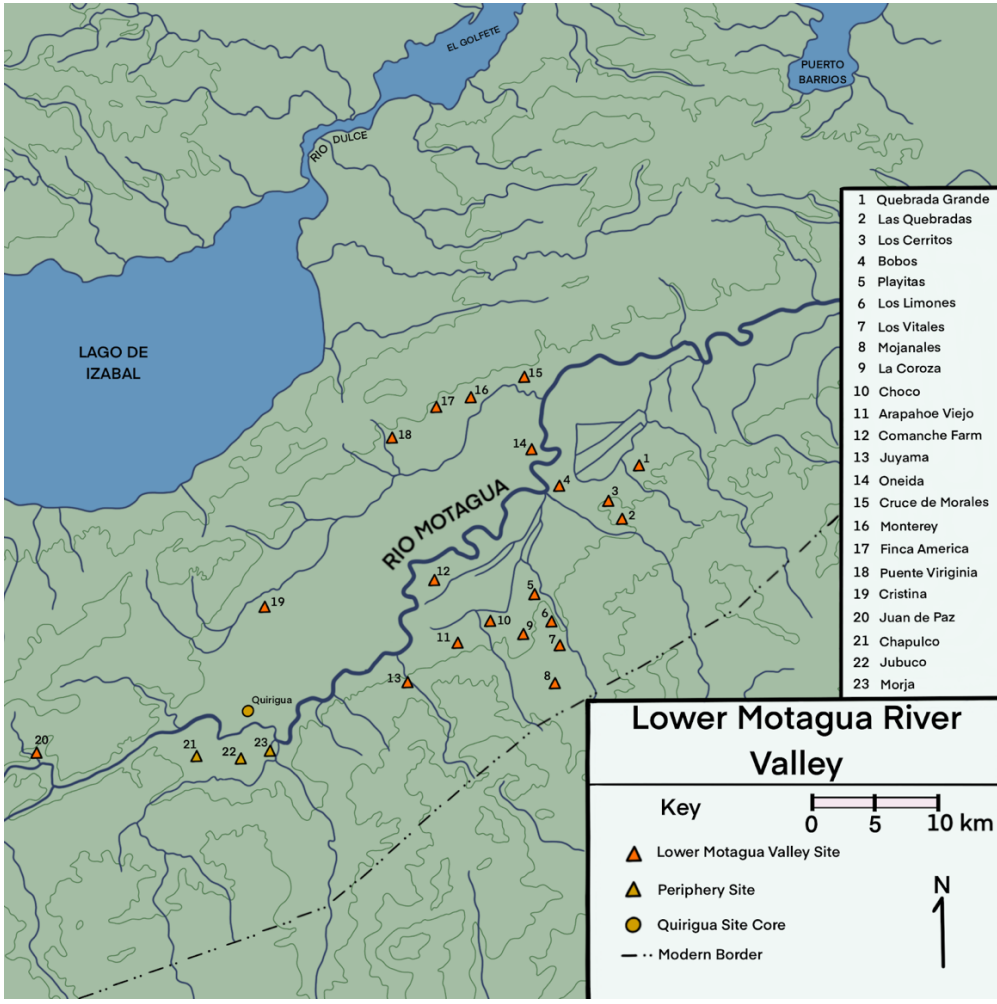 EL GOLFETE
PUERTO
BARRIOS
RIO DULCE
LAGO DE
IZABAL
RIO MOTAGUA
15
16
17
18
14
4
1
3
2
12
19
5
10
6
9
11
7
13
8
Quirigua
20
21
22
23
1 Quebrada Grande
2 Las Quebradas
3 Los Cerritos
4 Bobos
5 Playitas
6 Los Limones
7 Los Vitales
8 Mojanales
9 La Coroza
10 Choco
11 Arapahoe Viejo
12 Comanche Farm
13 Juyama
14 Oneida
15 Cruce de Morales
16 Monterey
17 Finca America
18 Puente Viriginia
19 Cristina
20 Juan de Paz
21 Chapulco
22 Jubuco
23 Morja
Lower Motagua River
Valley
Key
0 5 10 km
Lower Motagua Valley Site
Periphery Site
Quirigua Site Core
Modern Border
N